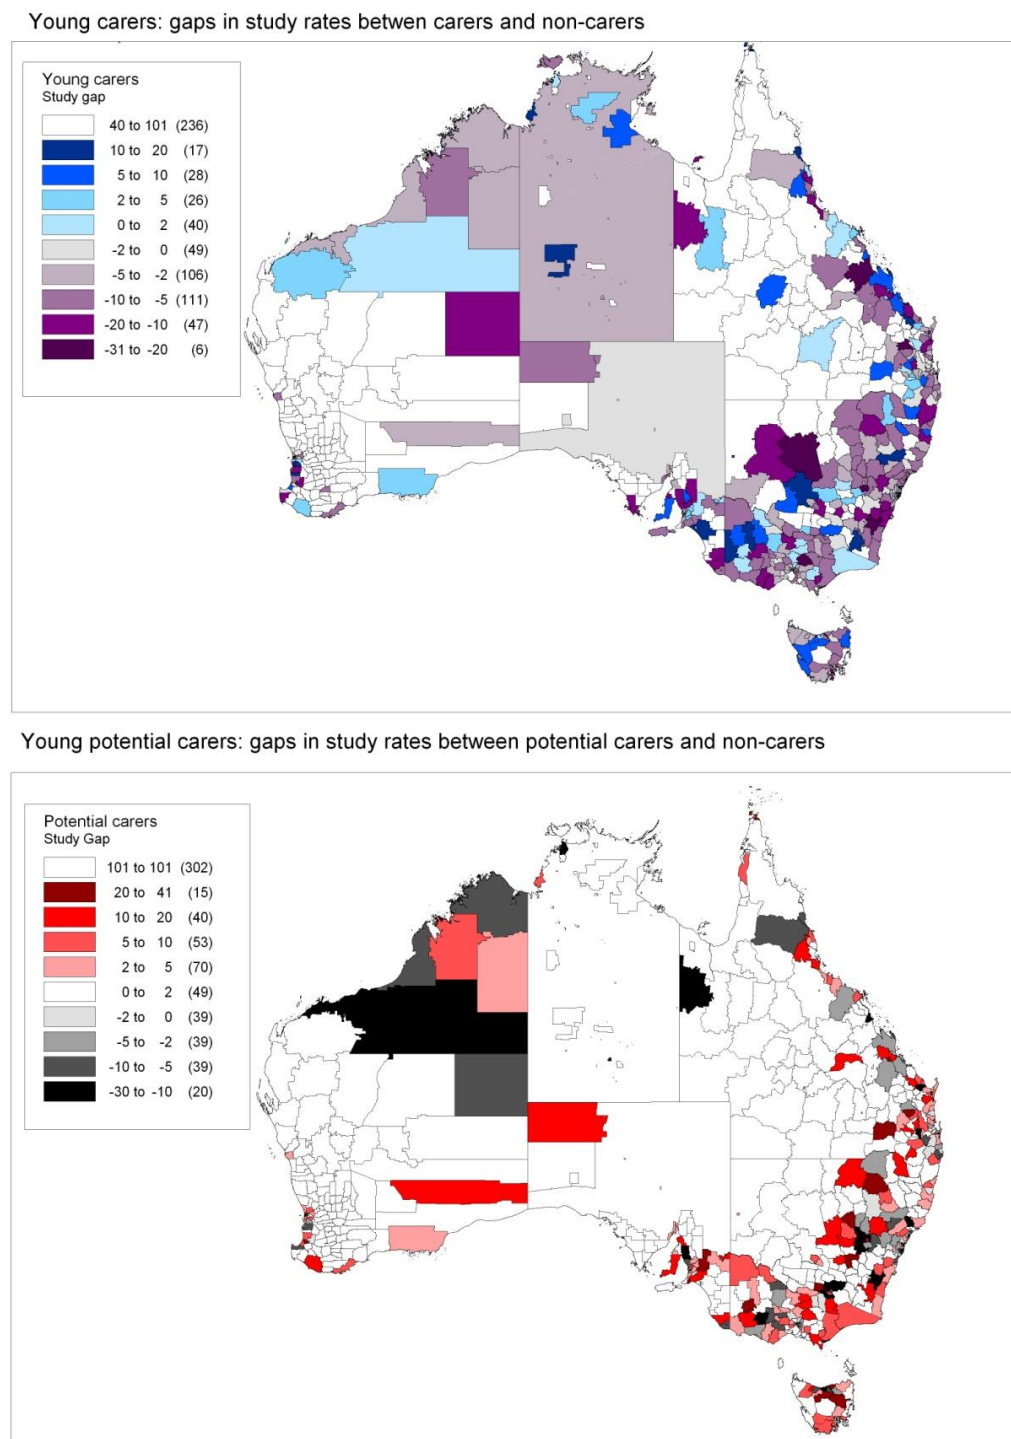 Young carers: gaps in study rates betwen carers and non-carers
Young carers
Study gap
40 to 101 (236)
10 to 20 (17)
5 to 10 (28)
2 to 5 (26)
0 to 2 (40)
-2 to 0 (49)
-5 to -2 (106)
-10 to -5 (111)
-20 to -10 (47)
-31 to -20 (6)
Young potential carers: gaps in study rates between potential carers and non-carers
Potential carers
Study Gap
101 to 101 (302)
20 to 41 (15)
10 to 20 (40)
5 to 10 (53)
2 to 5 (70)
0 to 2 (49)
-2 to 0 (39)
-5 to -2 (39)
-10 to -5 (39)
-30 to -10 (20)